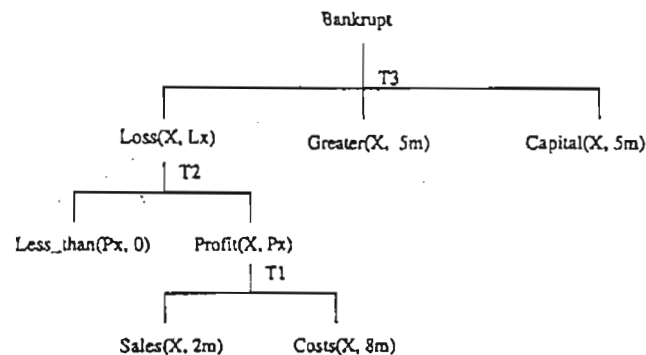 Bankrupt
T3
Loss(X, Lx) Greater(X, 5m) Capital(X, 5m)
T2
Less_than(Px, 0) Profit(X, Px)
T1
Sales(X, 2m) Costs(X, 8m)